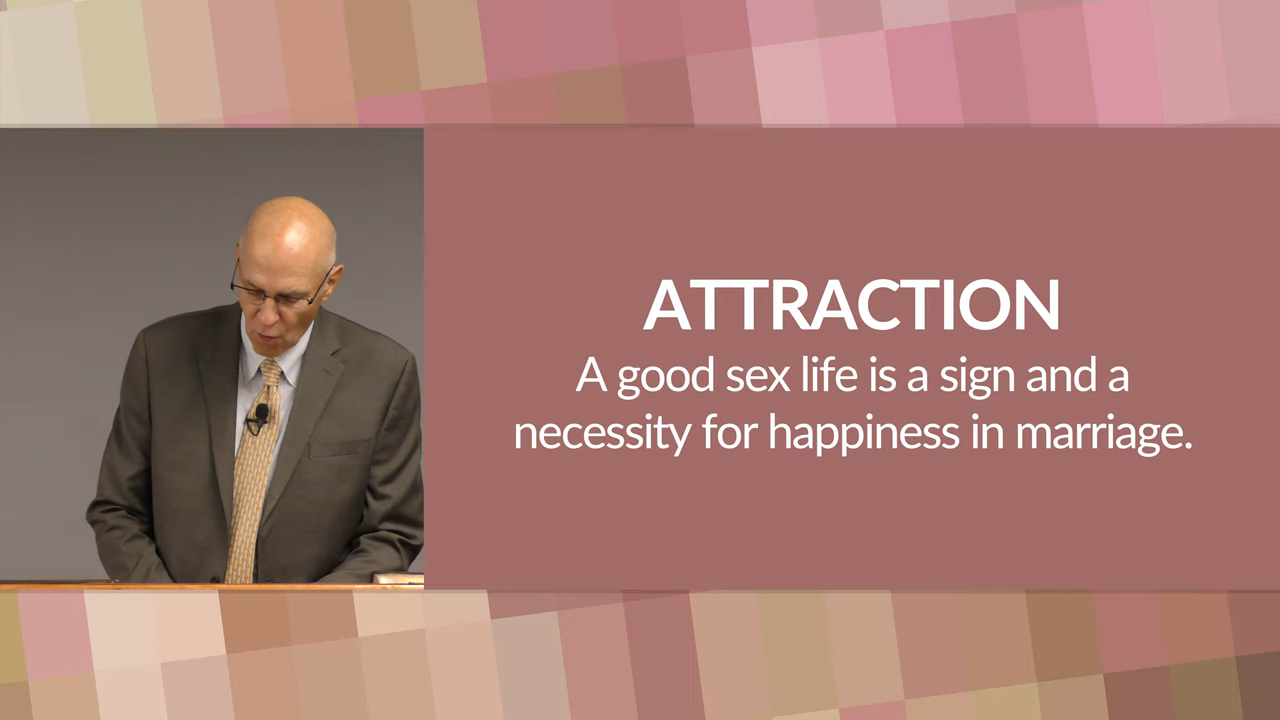 ATTRACTION
A good sex life is a sign and a
necessity for happiness in marriage.